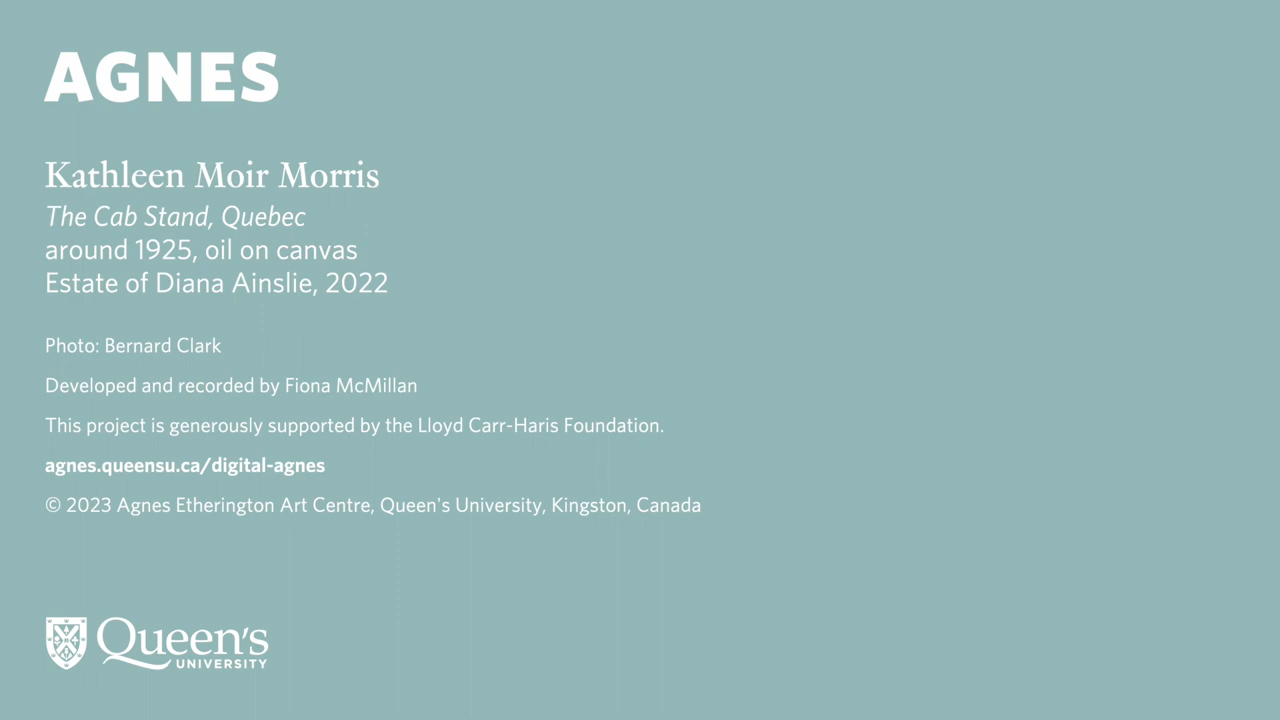 AGNES
Kathleen Moir Morris
The Cab Stand, Quebec
around 1925, oil on canvas
Estate of Diana Ainslie, 2022
Photo: Bernard Clark
Developed and recorded by Fiona McMillan
This project is generously supported by the Lloyd Carr-Haris Foundation.
agnes.queensu.ca/digital-agnes
© 2023 Agnes Etherington Art Centre, Queen's University, Kingston, Canada
Queen's
UNIVERSITY